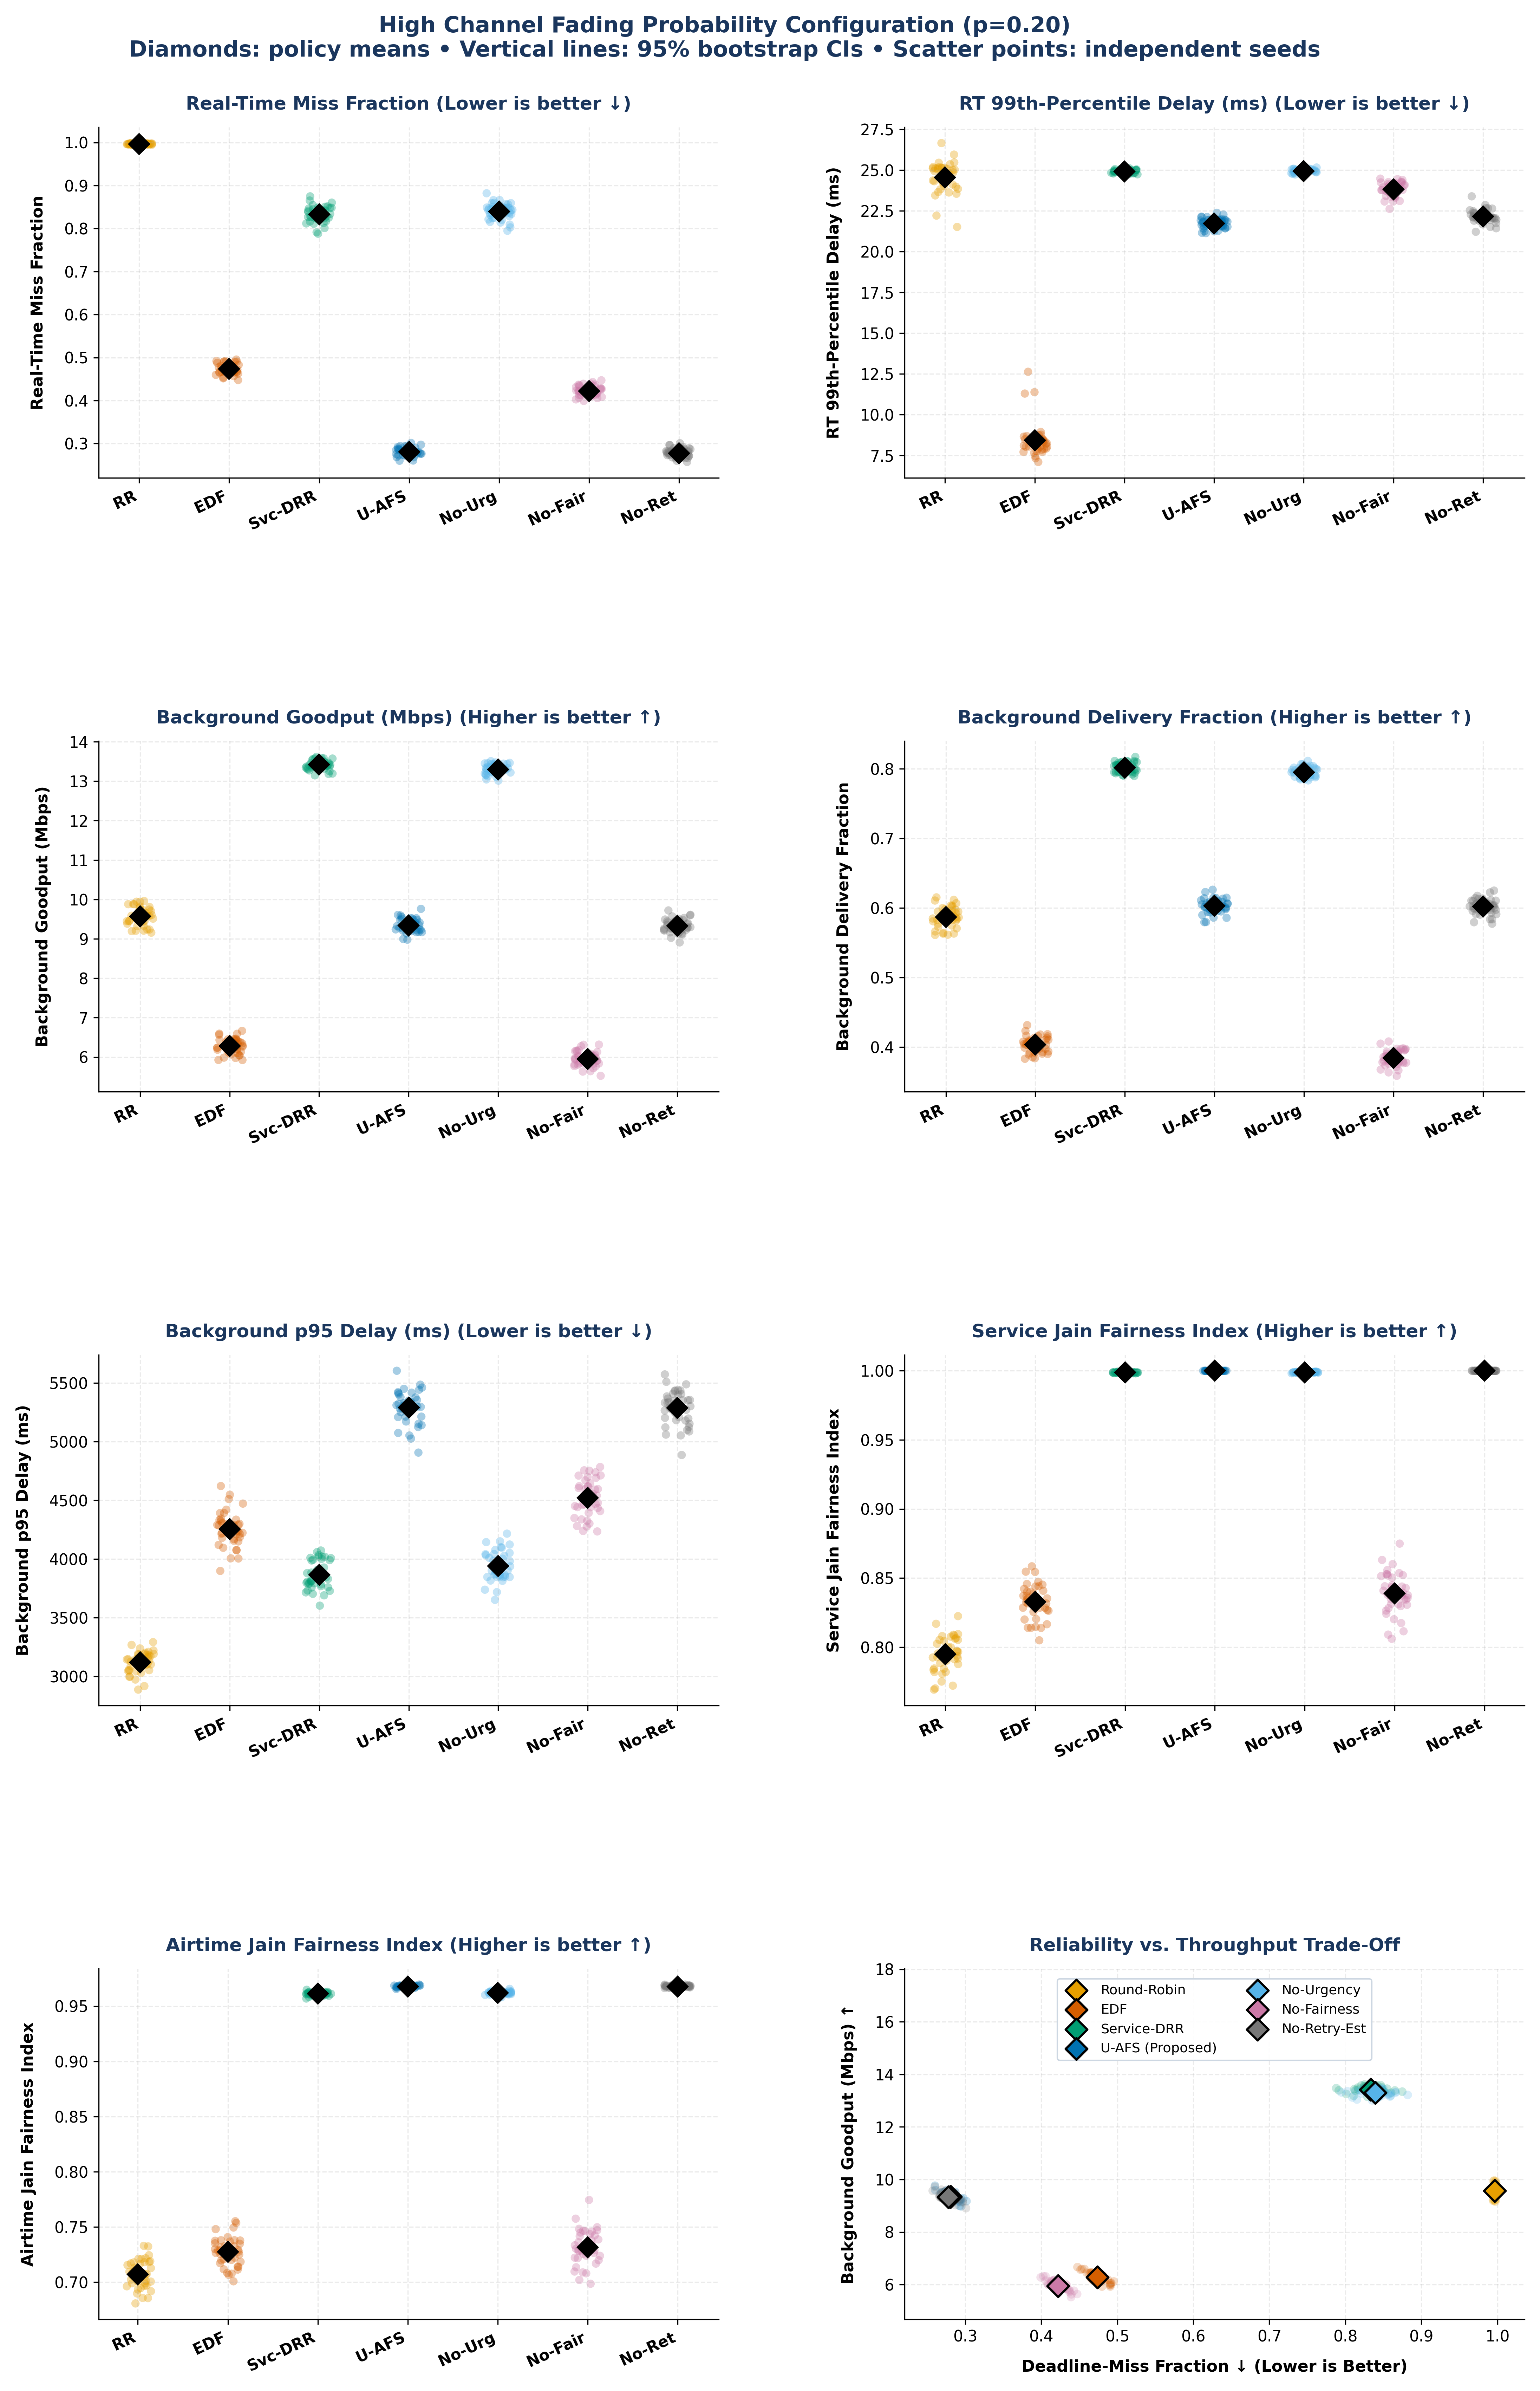 High Channel Fading Probability Configuration (p=0.20)
Diamonds: policy means • Vertical lines: 95% bootstrap CIs • Scatter points: independent seeds
Real-Time Miss Fraction (Lower is better ↓)
Real-Time Miss Fraction
1.0
0.9
0.8
0.7
0.6
0.5
0.4
0.3
RR
EDF
Svc-DRR
U-AFS
No-Urg
No-Fair
No-Ret
RT 99th-Percentile Delay (ms) (Lower is better ↓)
RT 99th-Percentile Delay (ms)
27.5
25.0
22.5
20.0
17.5
15.0
12.5
10.0
7.5
RR
EDF
Svc-DRR
U-AFS
No-Urg
No-Fair
No-Ret
Background Goodput (Mbps) (Higher is better ↑)
Background Goodput (Mbps)
14
13
12
11
10
9
8
7
6
RR
EDF
Svc-DRR
U-AFS
No-Urg
No-Fair
No-Ret
Background Delivery Fraction (Higher is better ↑)
Background Delivery Fraction
0.8
0.7
0.6
0.5
0.4
RR
EDF
Svc-DRR
U-AFS
No-Urg
No-Fair
No-Ret
Background p95 Delay (ms) (Lower is better ↓)
Background p95 Delay (ms)
5500
5000
4500
4000
3500
3000
RR
EDF
Svc-DRR
U-AFS
No-Urg
No-Fair
No-Ret
Service Jain Fairness Index (Higher is better ↑)
Service Jain Fairness Index
1.00
0.95
0.90
0.85
0.80
RR
EDF
Svc-DRR
U-AFS
No-Urg
No-Fair
No-Ret
Airtime Jain Fairness Index (Higher is better ↑)
Airtime Jain Fairness Index
0.95
0.90
0.85
0.80
0.75
0.70
RR
EDF
Svc-DRR
U-AFS
No-Urg
No-Fair
No-Ret
Reliability vs. Throughput Trade-Off
Background Goodput (Mbps) ↑
18
16
14
12
10
8
6
Round-Robin
EDF
Service-DRR
U-AFS (Proposed)
No-Urgency
No-Fairness
No-Retry-Est
0.3
0.4
0.5
0.6
0.7
0.8
0.9
1.0
Deadline-Miss Fraction ↓ (Lower is Better)